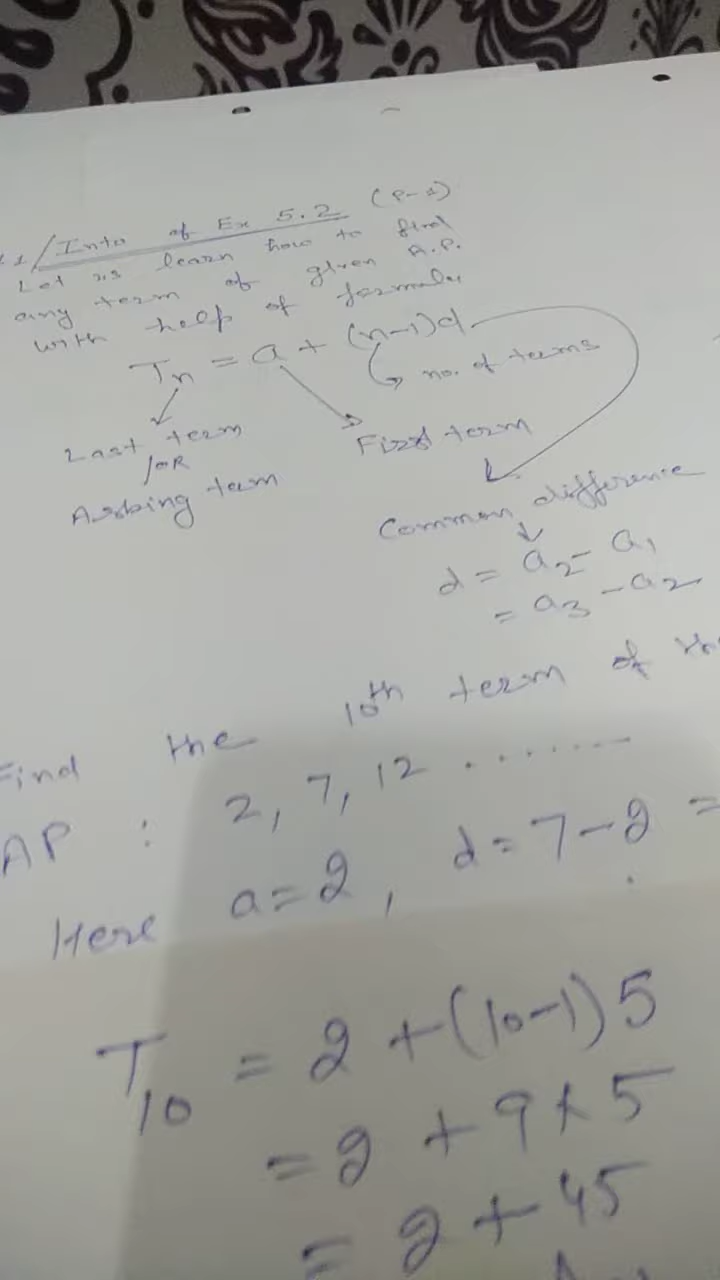 1/Into of Ex 5.2 (P-1)
Let us learn how to find
any term of given A.P.
with help of formula
Tn = a + (n-1)d
no. of terms
Last term
First term
/OR
term
Common difference
d = a2 - a1
= a3 - a2
Find the 10th term of the
AP : 2, 7, 12 .......
Here a=2, d=7-2 =
T10 = 2 + (10-1) 5
= 2 + 9 x 5
= 2 + 45